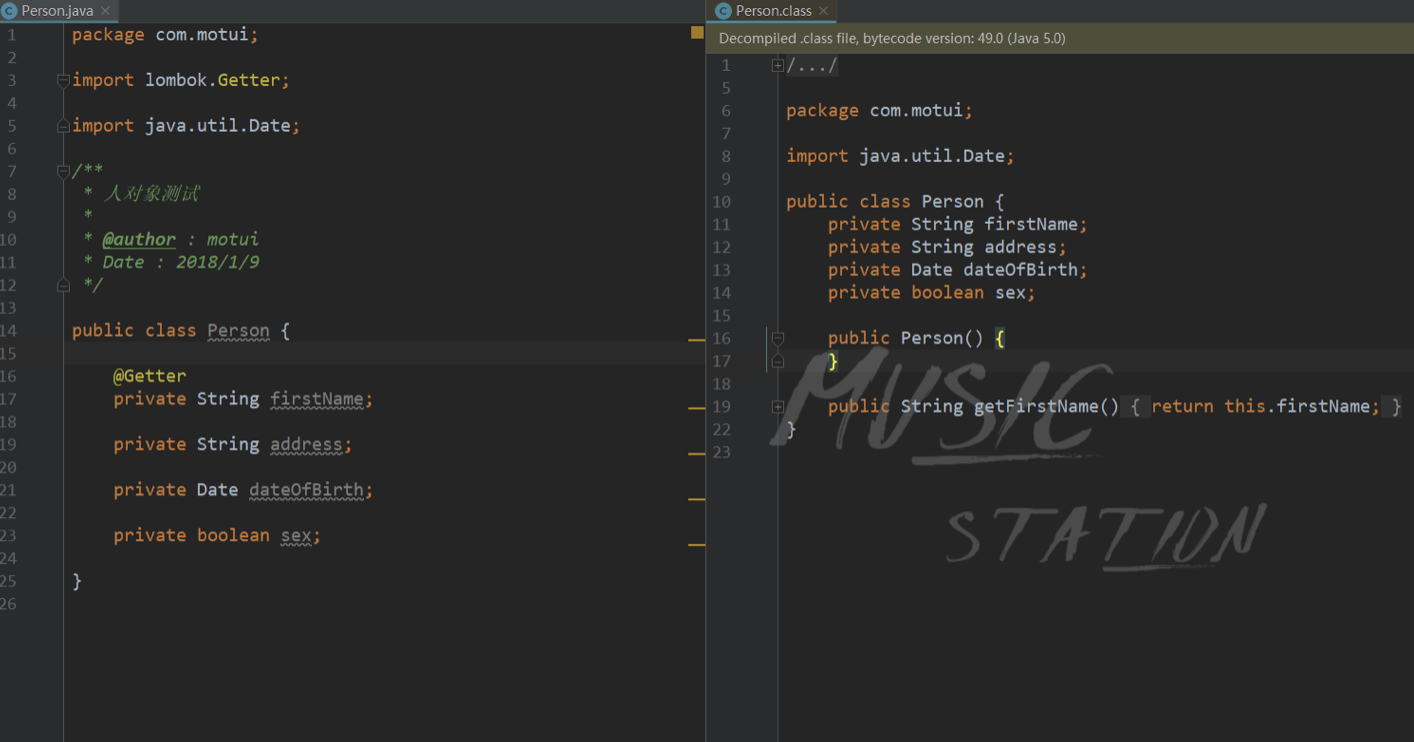 Person.java
1 package com.motui;
2
3 import lombok.Getter;
4
5 import java.util.Date;
6
7 /**
8 * 人对象测试
9 *
10 * @author : motui
11 * Date : 2018/1/9
12 */
13
14 public class Person {
15
16 @Getter
17 private String firstName;
18
19 private String address;
20
21 private Date dateOfBirth;
22
23 private boolean sex;
24
25 }
26
Person.class
Decompiled .class file, bytecode version: 49.0 (Java 5.0)
1 /.../
5
6 package com.motui;
7
8 import java.util.Date;
9
10 public class Person {
11 private String firstName;
12 private String address;
13 private Date dateOfBirth;
14 private boolean sex;
15
16 public Person() {
17 }
18
19 public String getFirstName() { return this.firstName; }
22 }
23
MUSIC
STATION